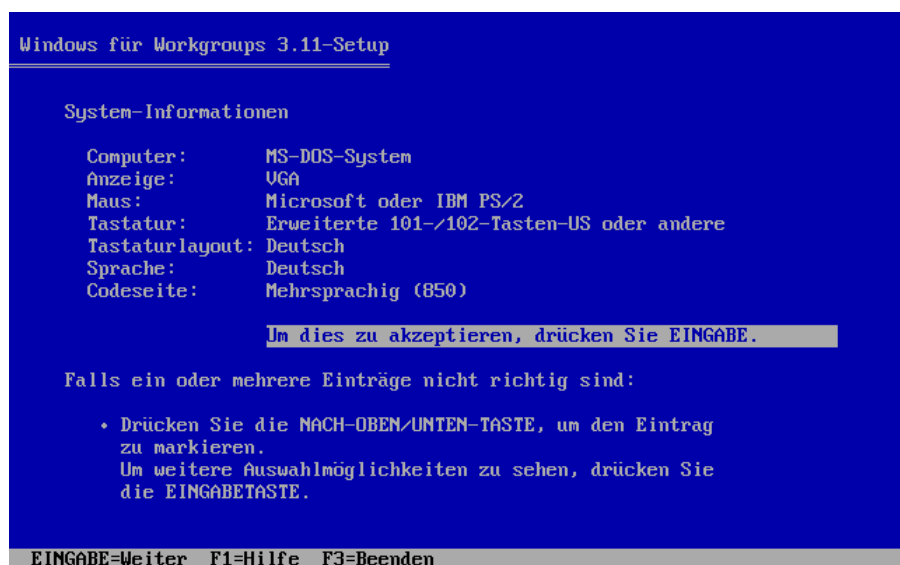 Windows für Workgroups 3.11-Setup
System-Informationen
Computer: MS-DOS-System
Anzeige: VGA
Maus: Microsoft oder IBM PS/2
Tastatur: Erweiterte 101-/102-Tasten-US oder andere
Tastaturlayout: Deutsch
Sprache: Deutsch
Codeseite: Mehrsprachig (850)
Um dies zu akzeptieren, drücken Sie EINGABE.
Falls ein oder mehrere Einträge nicht richtig sind:
• Drücken Sie die NACH-OBEN/UNTEN-TASTE, um den Eintrag
zu markieren.
Um weitere Auswahlmöglichkeiten zu sehen, drücken Sie
die EINGABETASTE.
EINGABE=Weiter F1=Hilfe F3=Beenden